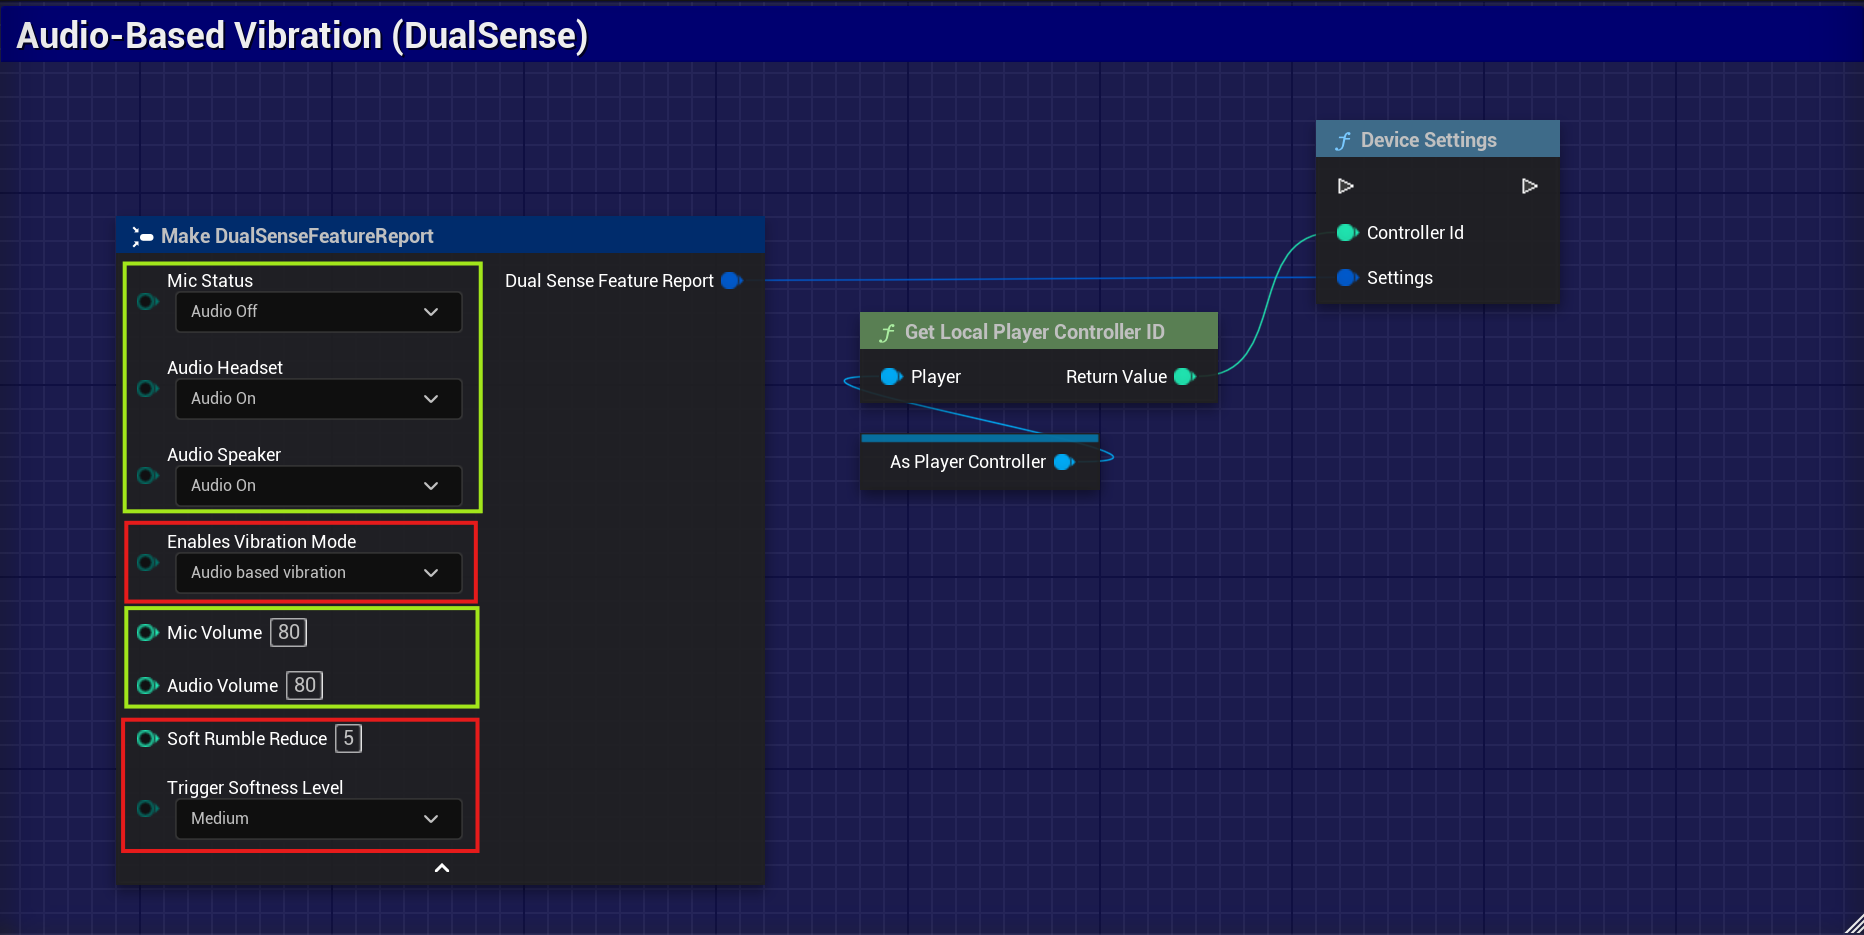 Audio-Based Vibration (DualSense)
Device Settings
Controller Id
Settings
Make DualSenseFeatureReport
Mic Status
Audio Off
Dual Sense Feature Report
Audio Headset
Audio On
Audio Speaker
Audio On
Enables Vibration Mode
Audio based vibration
Mic Volume 80
Audio Volume 80
Soft Rumble Reduce 5
Trigger Softness Level
Medium
Get Local Player Controller ID
Player Return Value
As Player Controller